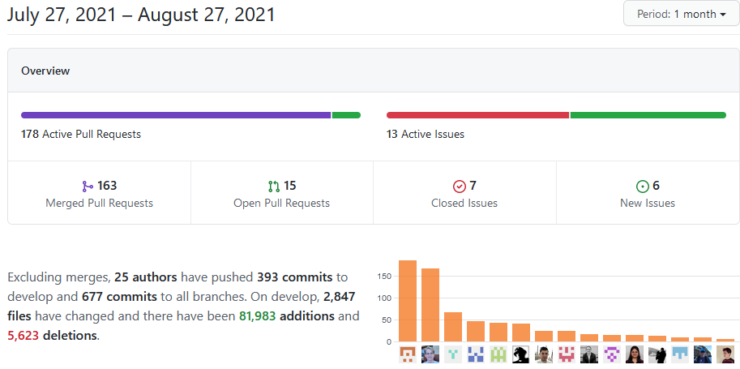 July 27, 2021 – August 27, 2021
Period: 1 month
Overview
178 Active Pull Requests
13 Active Issues
163
Merged Pull Requests
15
Open Pull Requests
7
Closed Issues
6
New Issues
Excluding merges, 25 authors have pushed 393 commits to
develop and 677 commits to all branches. On develop, 2,847
files have changed and there have been 81,983 additions and
5,623 deletions.
150
100
50
0